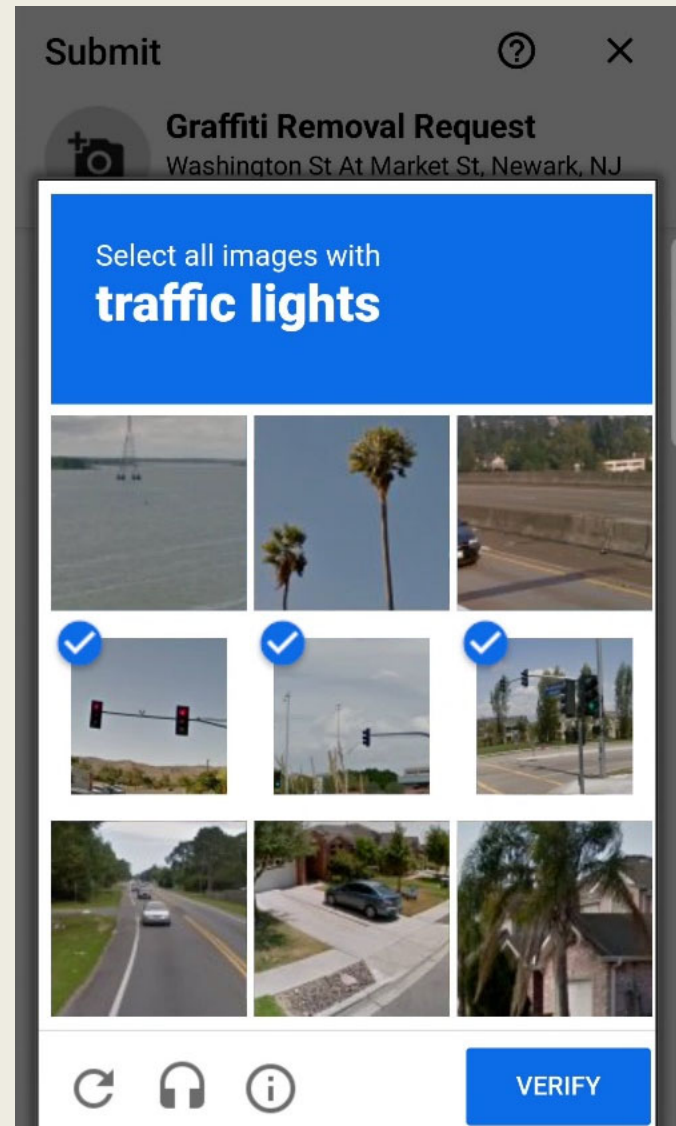 Submit
Graffiti Removal Request
Washington St At Market St, Newark, NJ
Select all images with
traffic lights
VERIFY